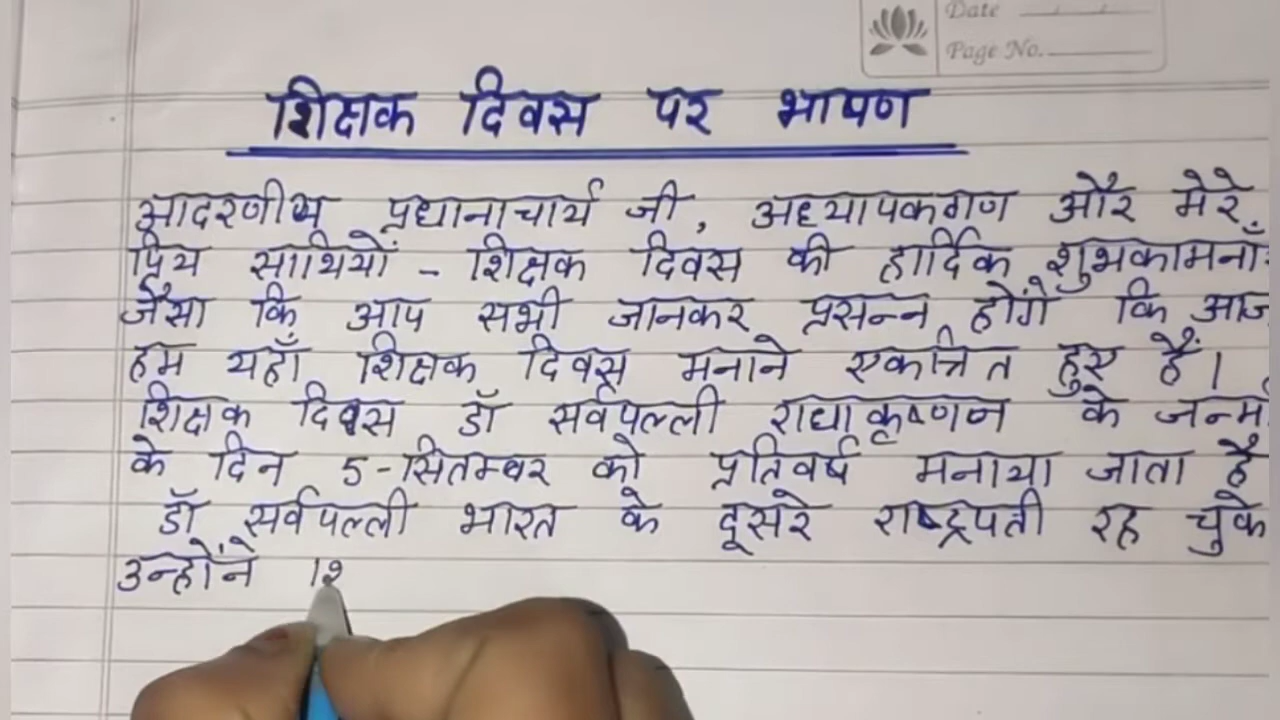 Date
Page No.
शिक्षक दिवस पर भाषण
आदरणीय प्रधानाचार्य जी, अध्यापकगण और मेरे
प्रिय साथियों - शिक्षक दिवस की हार्दिक शुभकामनाएँ
जैसा कि आप सभी जानकर प्रसन्न होंगे कि आज
हम यहाँ शिक्षक दिवस मनाने एकत्रित हुए हैं।
शिक्षक दिवस डॉ सर्वपल्ली राधाकृष्णन के जन्म
के दिन 5-सितम्बर को प्रतिवर्ष मनाया जाता है
डॉ सर्वपल्ली भारत के दूसरे राष्ट्रपती रह चुके
उन्होंने 12